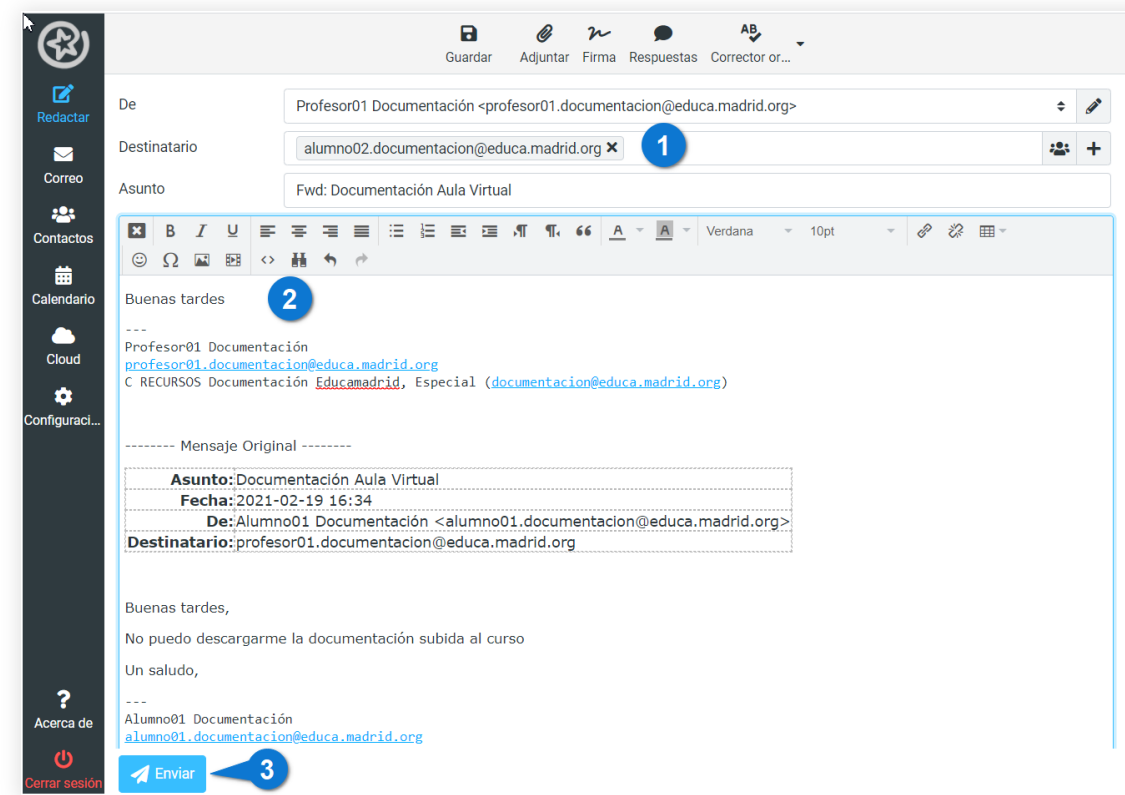 Guardar Adjuntar Firma Respuestas Corrector or...
Redactar
Correo
Contactos
Calendario
Cloud
Configuraci...
Acerca de
Cerrar sesión
De Profesor01 Documentación <profesor01.documentacion@educa.madrid.org>
Destinatario alumno02.documentacion@educa.madrid.org 1
Asunto Fwd: Documentación Aula Virtual
Verdana 10pt
Buenas tardes 2
---
Profesor01 Documentación
profesor01.documentacion@educa.madrid.org
C RECURSOS Documentación Educamadrid, Especial (documentacion@educa.madrid.org)
-------- Mensaje Original --------
Asunto: Documentación Aula Virtual
Fecha: 2021-02-19 16:34
De: Alumno01 Documentación <alumno01.documentacion@educa.madrid.org>
Destinatario: profesor01.documentacion@educa.madrid.org
Buenas tardes,
No puedo descargarme la documentación subida al curso
Un saludo,
---
Alumno01 Documentación
alumno01.documentacion@educa.madrid.org
Enviar 3